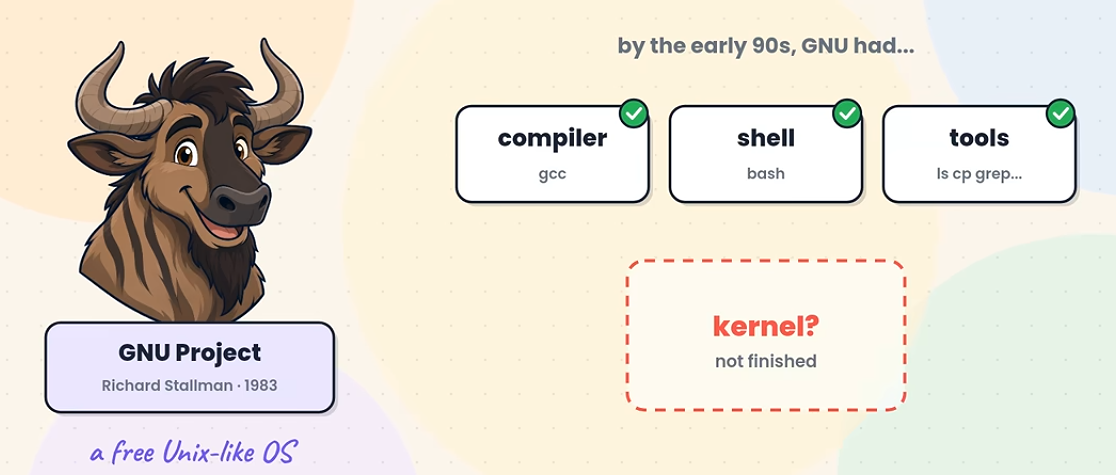 by the early 90s, GNU had...
compiler
gcc
shell
bash
tools
ls cp grep...
kernel?
not finished
GNU Project
Richard Stallman · 1983
a free Unix-like OS